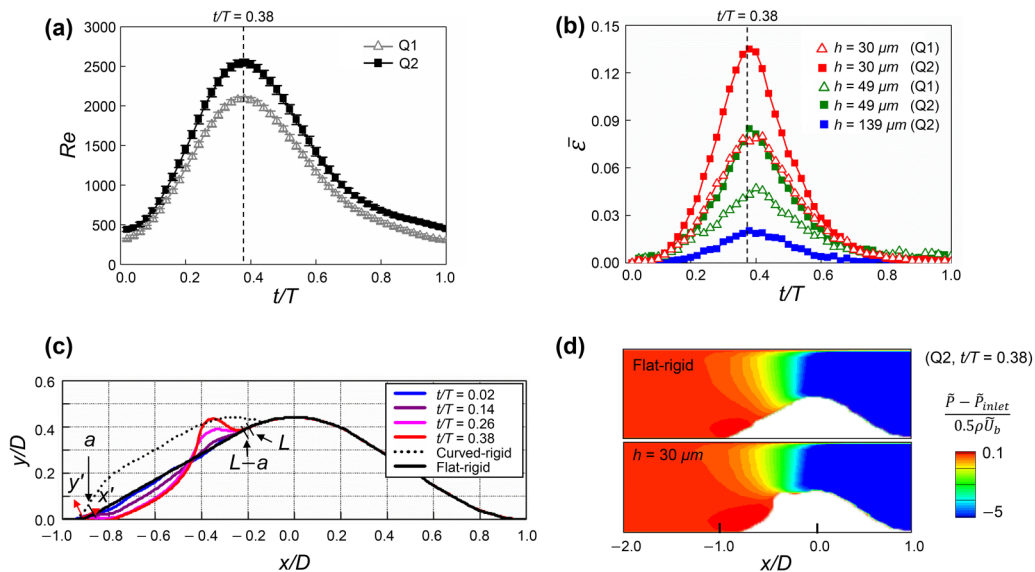 (a)
t/T = 0.38
Q1
Q2
3000
2500
2000
1500
1000
500
0
Re
0.0
0.2
0.4
0.6
0.8
1.0
t/T
(b)
t/T = 0.38
h = 30 µm (Q1)
h = 30 µm (Q2)
h = 49 µm (Q1)
h = 49 µm (Q2)
h = 139 µm (Q2)
0.15
0.12
0.09
0.06
0.03
0.00
ε̄
0.0
0.2
0.4
0.6
0.8
1.0
t/T
(c)
t/T = 0.02
t/T = 0.14
t/T = 0.26
t/T = 0.38
Curved-rigid
Flat-rigid
0.6
0.4
0.2
0.0
y/D
a
y'
x'
L
L−a
−1.0
−0.8
−0.6
−0.4
−0.2
0.0
0.2
0.4
0.6
0.8
1.0
x/D
(d)
Flat-rigid
(Q2, t/T = 0.38)
h = 30 µm
P̃ − P̃inlet
0.5ρŨb
0.1
−5
−2.0
−1.0
0.0
1.0
x/D